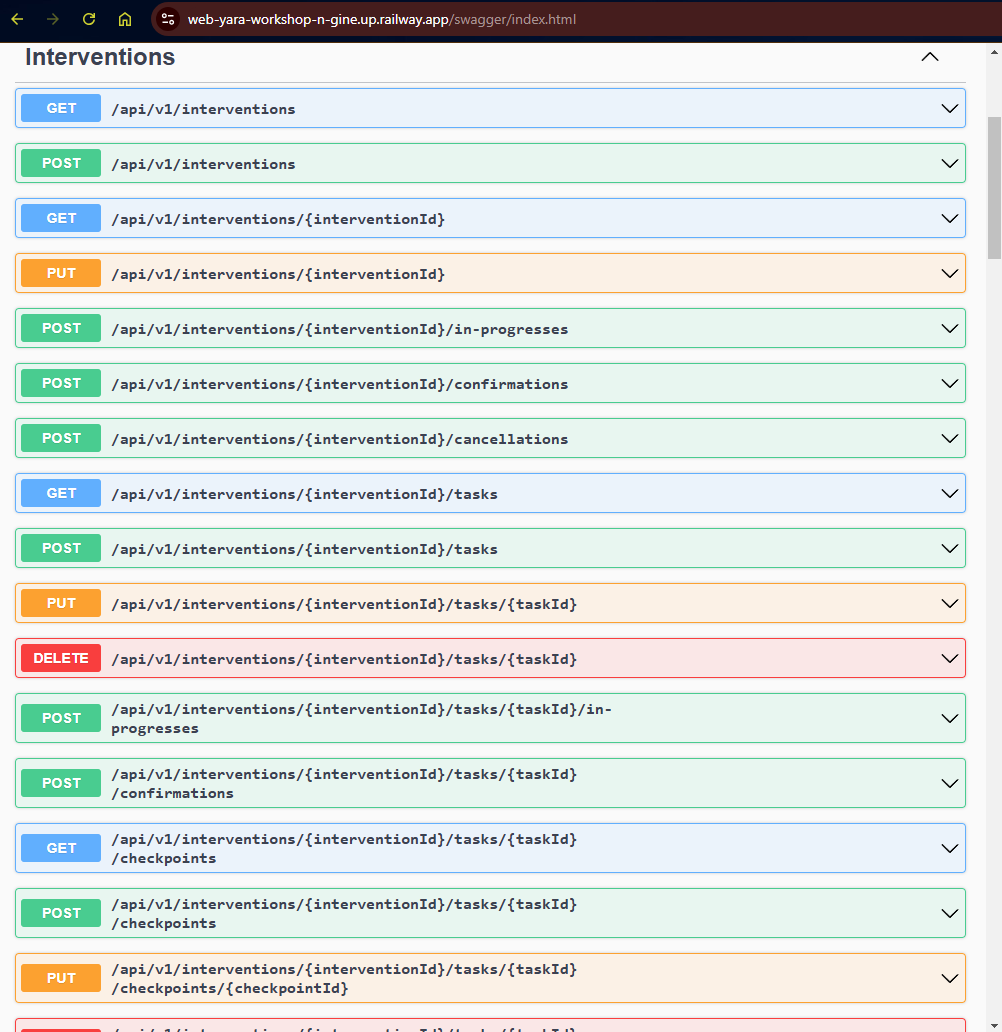 web-yara-workshop-n-gine.up.railway.app/swagger/index.html
Interventions
GET /api/v1/interventions
POST /api/v1/interventions
GET /api/v1/interventions/{interventionId}
PUT /api/v1/interventions/{interventionId}
POST /api/v1/interventions/{interventionId}/in-progresses
POST /api/v1/interventions/{interventionId}/confirmations
POST /api/v1/interventions/{interventionId}/cancellations
GET /api/v1/interventions/{interventionId}/tasks
POST /api/v1/interventions/{interventionId}/tasks
PUT /api/v1/interventions/{interventionId}/tasks/{taskId}
DELETE /api/v1/interventions/{interventionId}/tasks/{taskId}
POST /api/v1/interventions/{interventionId}/tasks/{taskId}/in-
progresses
POST /api/v1/interventions/{interventionId}/tasks/{taskId}
/confirmations
GET /api/v1/interventions/{interventionId}/tasks/{taskId}
/checkpoints
POST /api/v1/interventions/{interventionId}/tasks/{taskId}
/checkpoints
PUT /api/v1/interventions/{interventionId}/tasks/{taskId}
/checkpoints/{checkpointId}